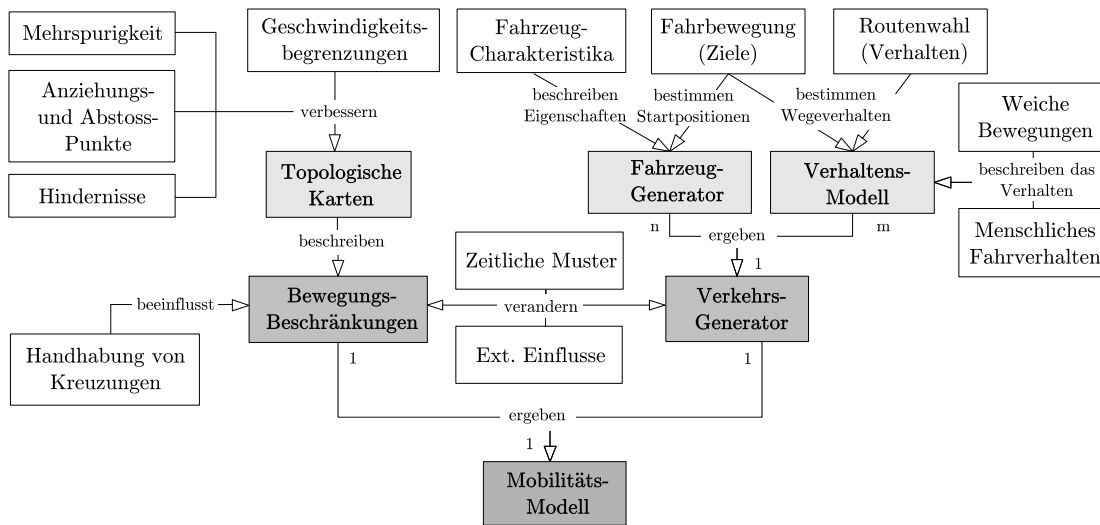 Mehrspurigkeit
Geschwindigkeits-
begrenzungen
Fahrzeug-
Charakteristika
Fahrbewegung
(Ziele)
Routenwahl
(Verhalten)
Anziehungs-
und Abstoss-
Punkte
verbessern
beschreiben
Eigenschaften
bestimmen
Startpositionen
bestimmen
Wegeverhalten
Weiche
Bewegungen
Hindernisse
Topologische
Karten
Fahrzeug-
Generator
Verhaltens-
Modell
beschreiben das
Verhalten
Menschliches
Fahrverhalten
beschreiben
n
ergeben
m
1
Zeitliche Muster
beeinflusst
Bewegungs-
Beschränkungen
verandern
Verkehrs-
Generator
Handhabung von
Kreuzungen
Ext. Einflusse
1
1
ergeben
1
Mobilitäts-
Modell